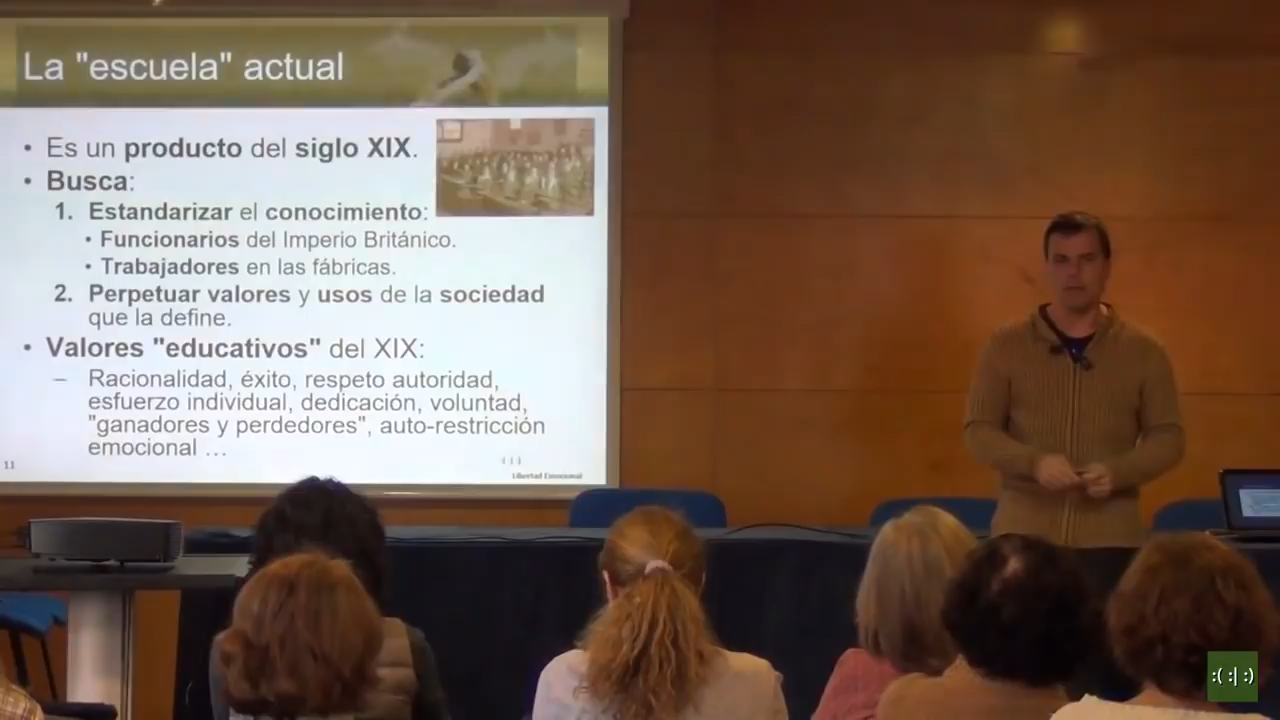 La "escuela" actual
• Es un producto del siglo XIX.
• Busca:
1. Estandarizar el conocimiento:
• Funcionarios del Imperio Británico.
• Trabajadores en las fábricas.
2. Perpetuar valores y usos de la sociedad
que la define.
• Valores "educativos" del XIX:
– Racionalidad, éxito, respeto autoridad,
esfuerzo individual, dedicación, voluntad,
"ganadores y perdedores", auto-restricción
emocional ...
11
Libertad Emocional
:( :| :)